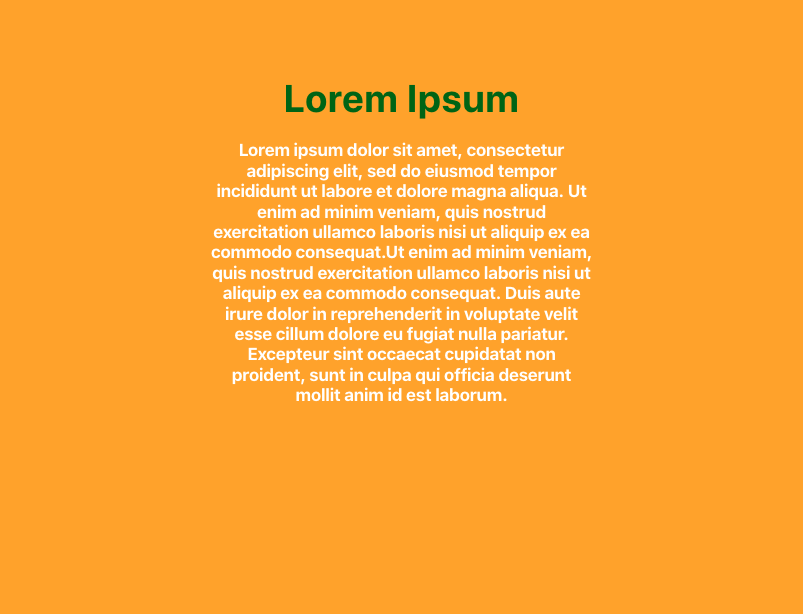 Lorem Ipsum
Lorem ipsum dolor sit amet, consectetur
adipiscing elit, sed do eiusmod tempor
incididunt ut labore et dolore magna aliqua. Ut
enim ad minim veniam, quis nostrud
exercitation ullamco laboris nisi ut aliquip ex ea
commodo consequat.Ut enim ad minim veniam,
quis nostrud exercitation ullamco laboris nisi ut
aliquip ex ea commodo consequat. Duis aute
irure dolor in reprehenderit in voluptate velit
esse cillum dolore eu fugiat nulla pariatur.
Excepteur sint occaecat cupidatat non
proident, sunt in culpa qui officia deserunt
mollit anim id est laborum.